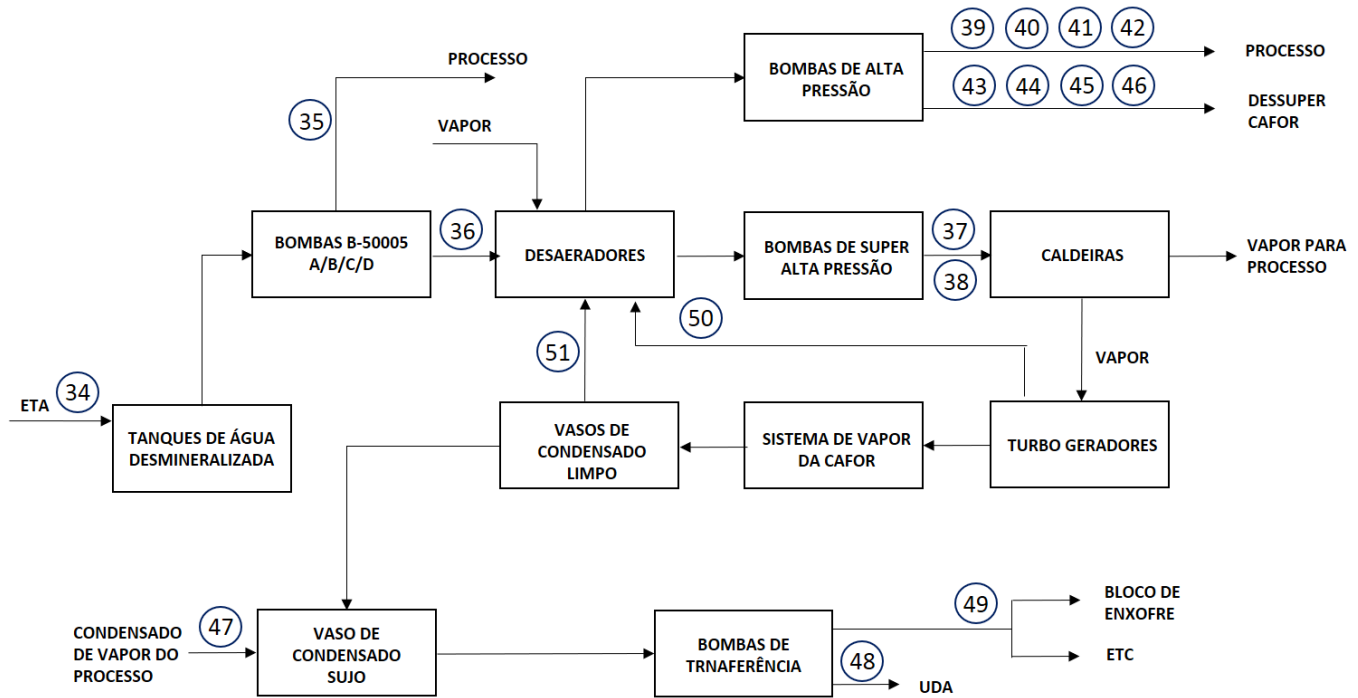 39 40 41 42
PROCESSO
BOMBAS DE ALTA
PRESSÃO
PROCESSO
43 44 45 46
DESSUPER
CAFOR
35
VAPOR
BOMBAS B-50005
A/B/C/D
36
DESAERADORES
BOMBAS DE SUPER
ALTA PRESSÃO
37
38
CALDEIRAS
VAPOR PARA
PROCESSO
50
51
VAPOR
34
ETA
TANQUES DE ÁGUA
DESMINERALIZADA
VASOS DE
CONDENSADO
LIMPO
SISTEMA DE VAPOR
DA CAFOR
TURBO GERADORES
CONDENSADO
DE VAPOR DO
PROCESSO
47
VASO DE
CONDENSADO
SUJO
BOMBAS DE
TRNAFERÊNCIA
49
48
BLOCO DE
ENXOFRE
ETC
UDA